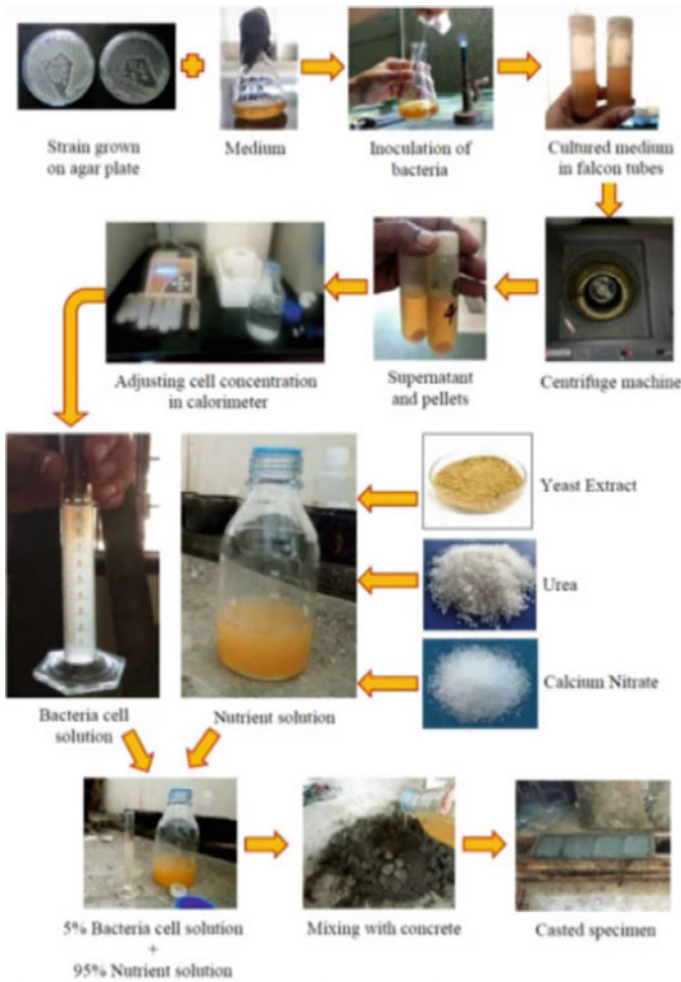 Strain grown
on agar plate
Medium
Inoculation of
bacteria
Cultured medium
in falcon tubes
Adjusting cell concentration
in calorimeter
Supernatant
and pellets
Centrifuge machine
Yeast Extract
Urea
Calcium Nitrate
Bacteria cell
solution
Nutrient solution
5% Bacteria cell solution
+
95% Nutrient solution
Mixing with concrete
Casted specimen